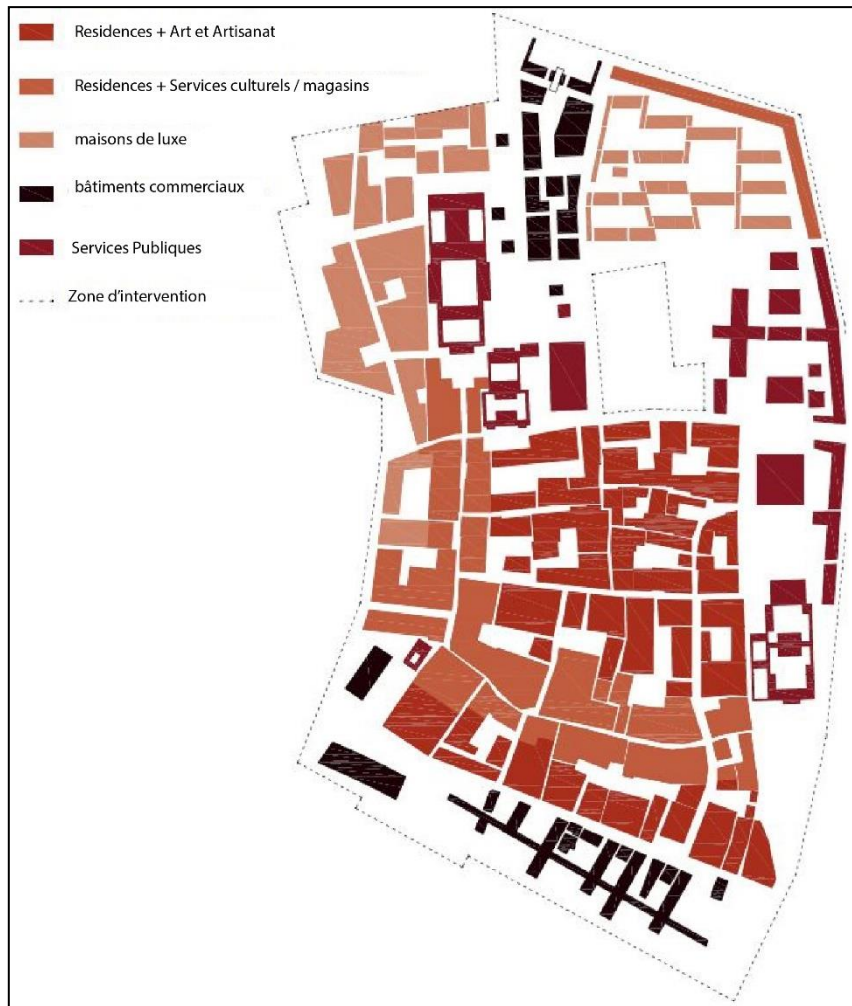 Residences + Art et Artisanat
Residences + Services culturels / magasins
maisons de luxe
bâtiments commerciaux
Services Publiques
Zone d'intervention